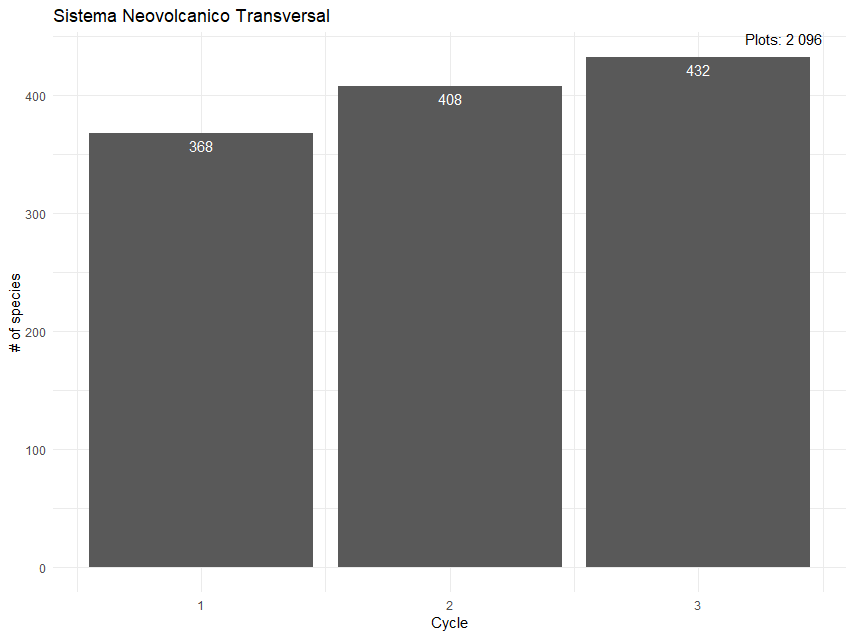 Sistema Neovolcanico Transversal
Plots: 2 096
432
408
400
368
300
# of species
200
100
0
1 2 3
Cycle